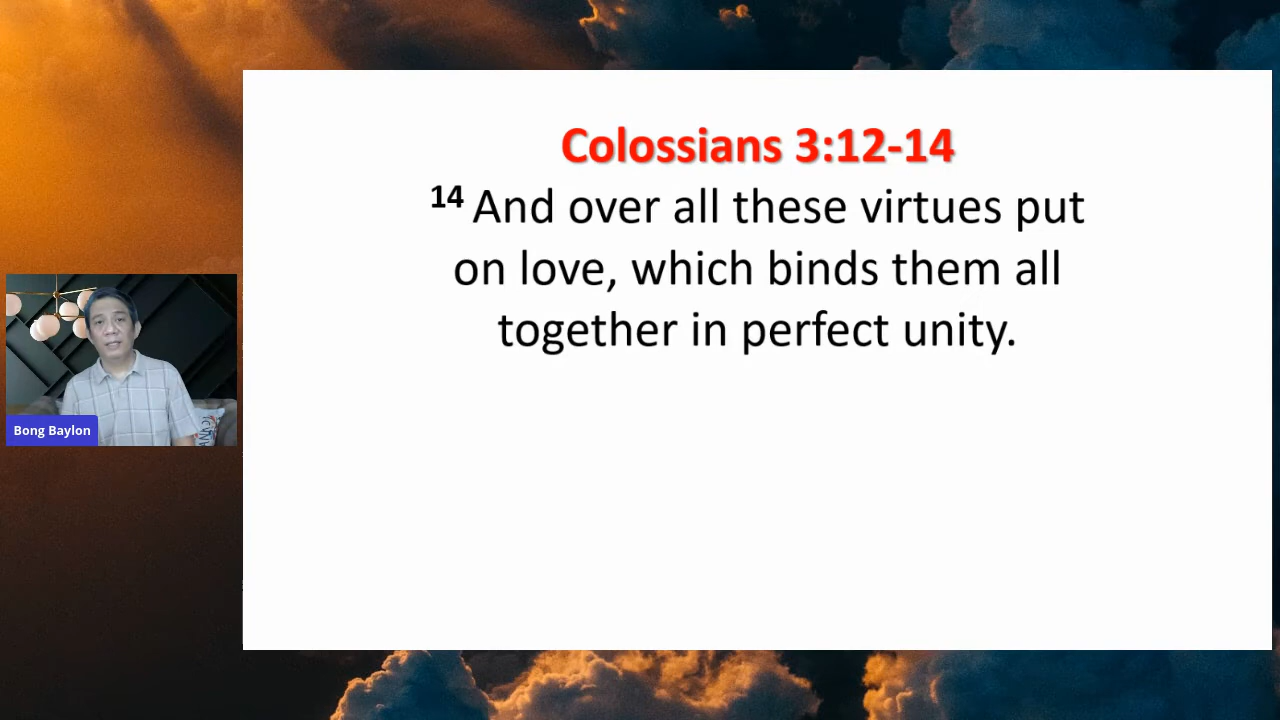 Colossians 3:12-14
14 And over all these virtues put
on love, which binds them all
together in perfect unity.
Bong Baylon